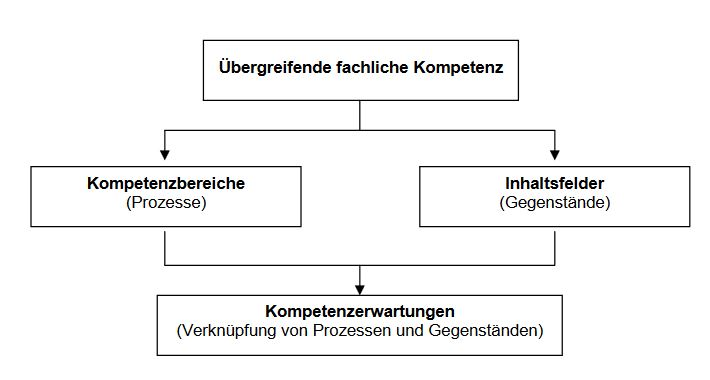 Übergreifende fachliche Kompetenz
Kompetenzbereiche
(Prozesse)
Inhaltsfelder
(Gegenstände)
Kompetenzerwartungen
(Verknüpfung von Prozessen und Gegenständen)